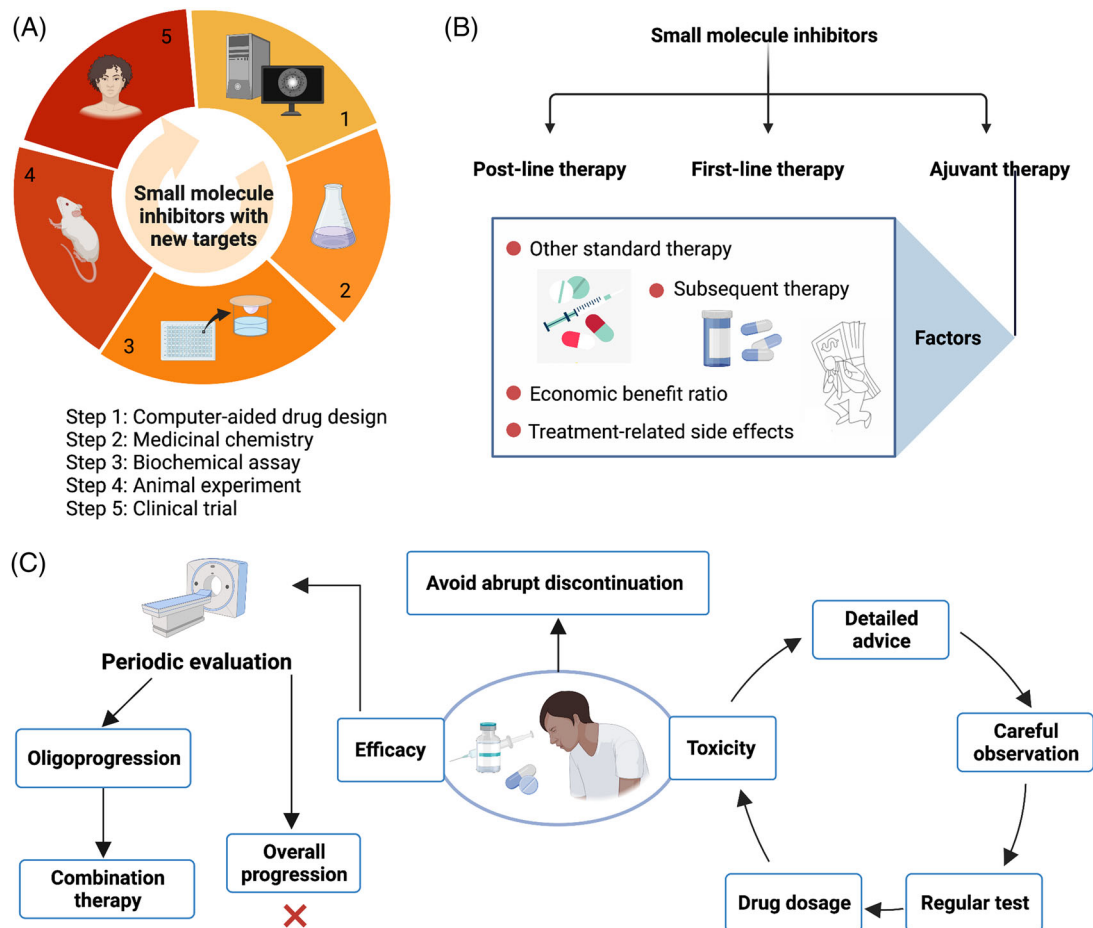 (A)
5
1
4
Small molecule
inhibitors with
new targets
2
3
Step 1: Computer-aided drug design
Step 2: Medicinal chemistry
Step 3: Biochemical assay
Step 4: Animal experiment
Step 5: Clinical trial
(B)
Small molecule inhibitors
Post-line therapy
First-line therapy
Ajuvant therapy
Other standard therapy
Subsequent therapy
$
Economic benefit ratio
Treatment-related side effects
Factors
(C)
Periodic evaluation
Oligoprogression
Combination
therapy
Overall
progression
Avoid abrupt discontinuation
Efficacy
Toxicity
Detailed
advice
Careful
observation
Regular test
Drug dosage